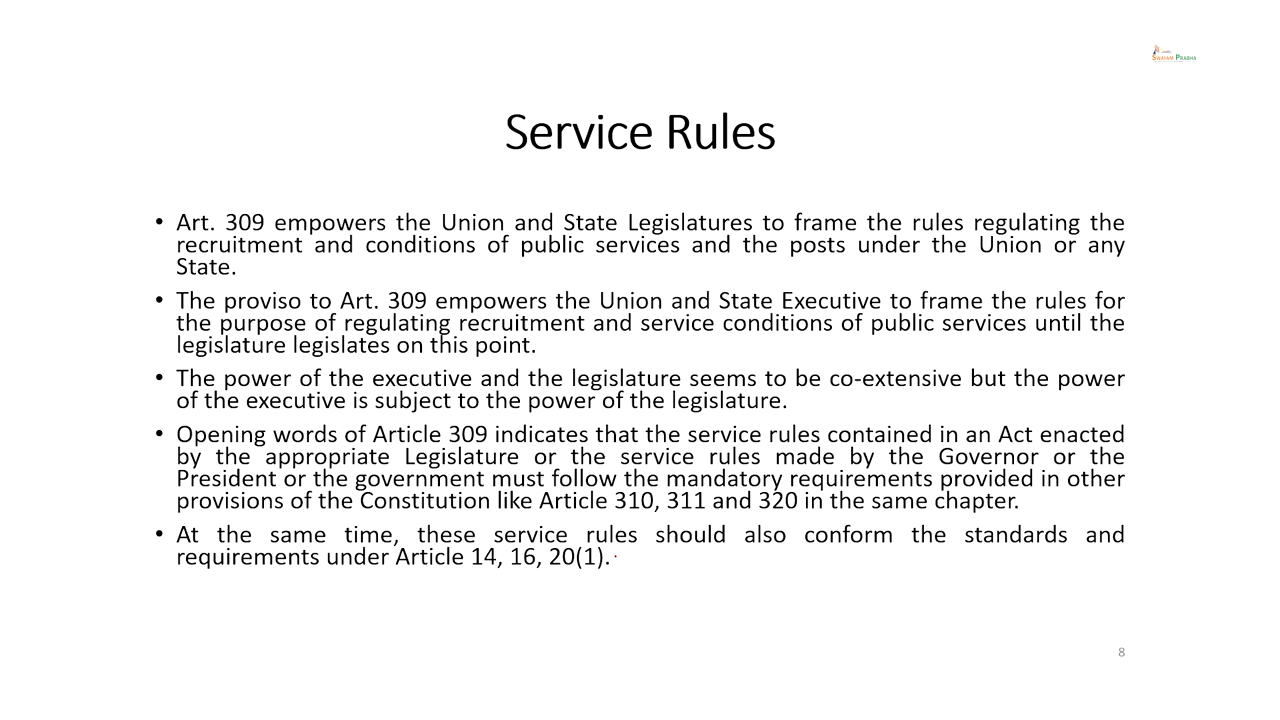 Swayam Prabha
Service Rules
• Art. 309 empowers the Union and State Legislatures to frame the rules regulating the
recruitment and conditions of public services and the posts under the Union or any
State.
• The proviso to Art. 309 empowers the Union and State Executive to frame the rules for
the purpose of regulating recruitment and service conditions of public services until the
legislature legislates on this point.
• The power of the executive and the legislature seems to be co-extensive but the power
of the executive is subject to the power of the legislature.
• Opening words of Article 309 indicates that the service rules contained in an Act enacted
by the appropriate Legislature or the service rules made by the Governor or the
President or the government must follow the mandatory requirements provided in other
provisions of the Constitution like Article 310, 311 and 320 in the same chapter.
• At the same time, these service rules should also conform the standards and
requirements under Article 14, 16, 20(1).
8